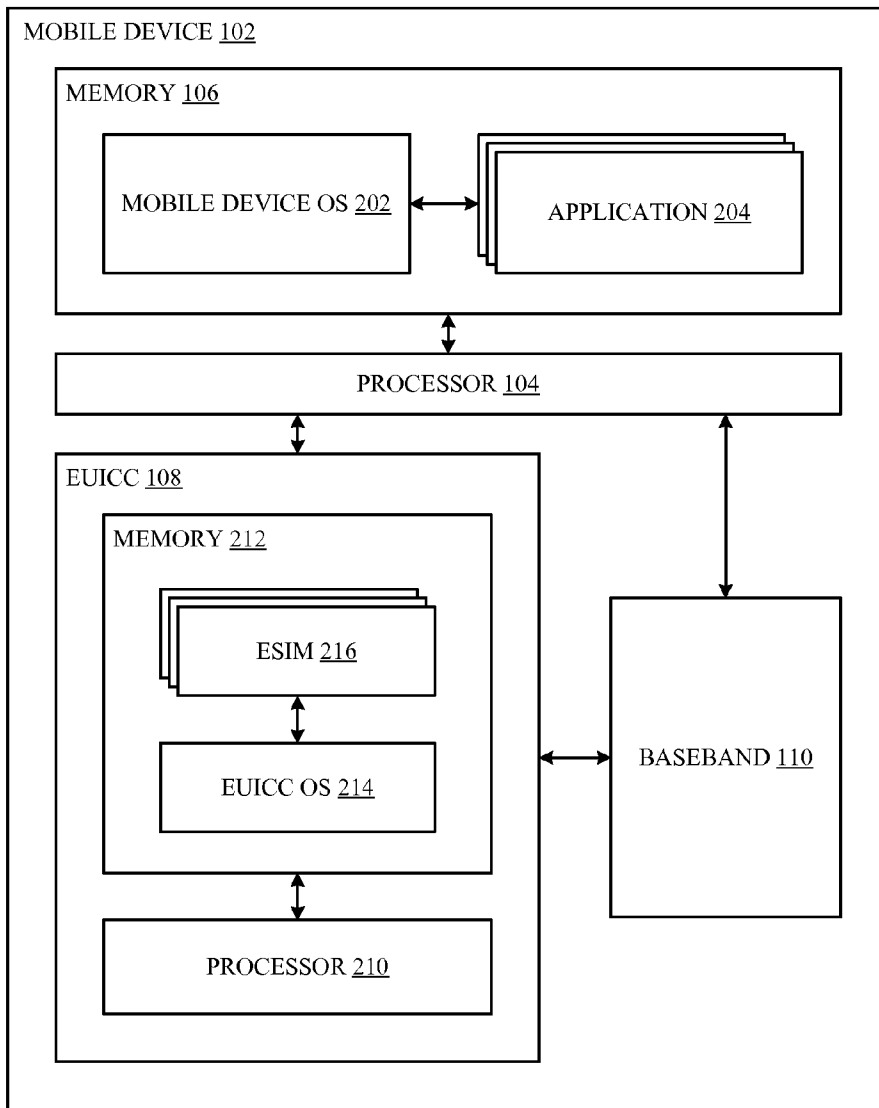 MOBILE DEVICE 102
MEMORY 106
MOBILE DEVICE OS 202
APPLICATION 204
PROCESSOR 104
EUICC 108
MEMORY 212
ESIM 216
EUICC OS 214
PROCESSOR 210
BASEBAND 110